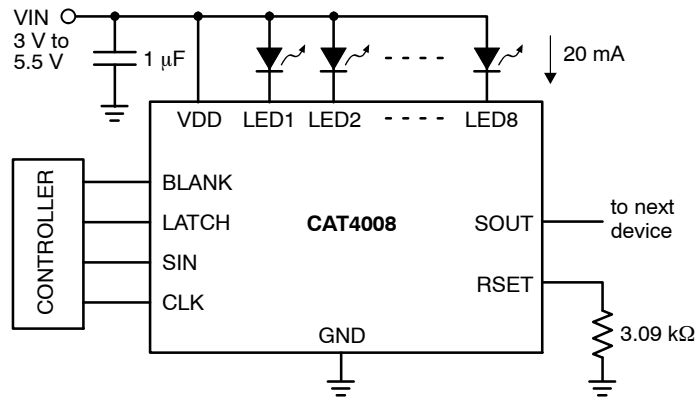 VIN
3 V to
5.5 V
1 μF
20 mA
VDD
LED1
LED2
LED8
CONTROLLER
BLANK
LATCH
SIN
CLK
CAT4008
SOUT
to next
device
RSET
GND
3.09 kΩ